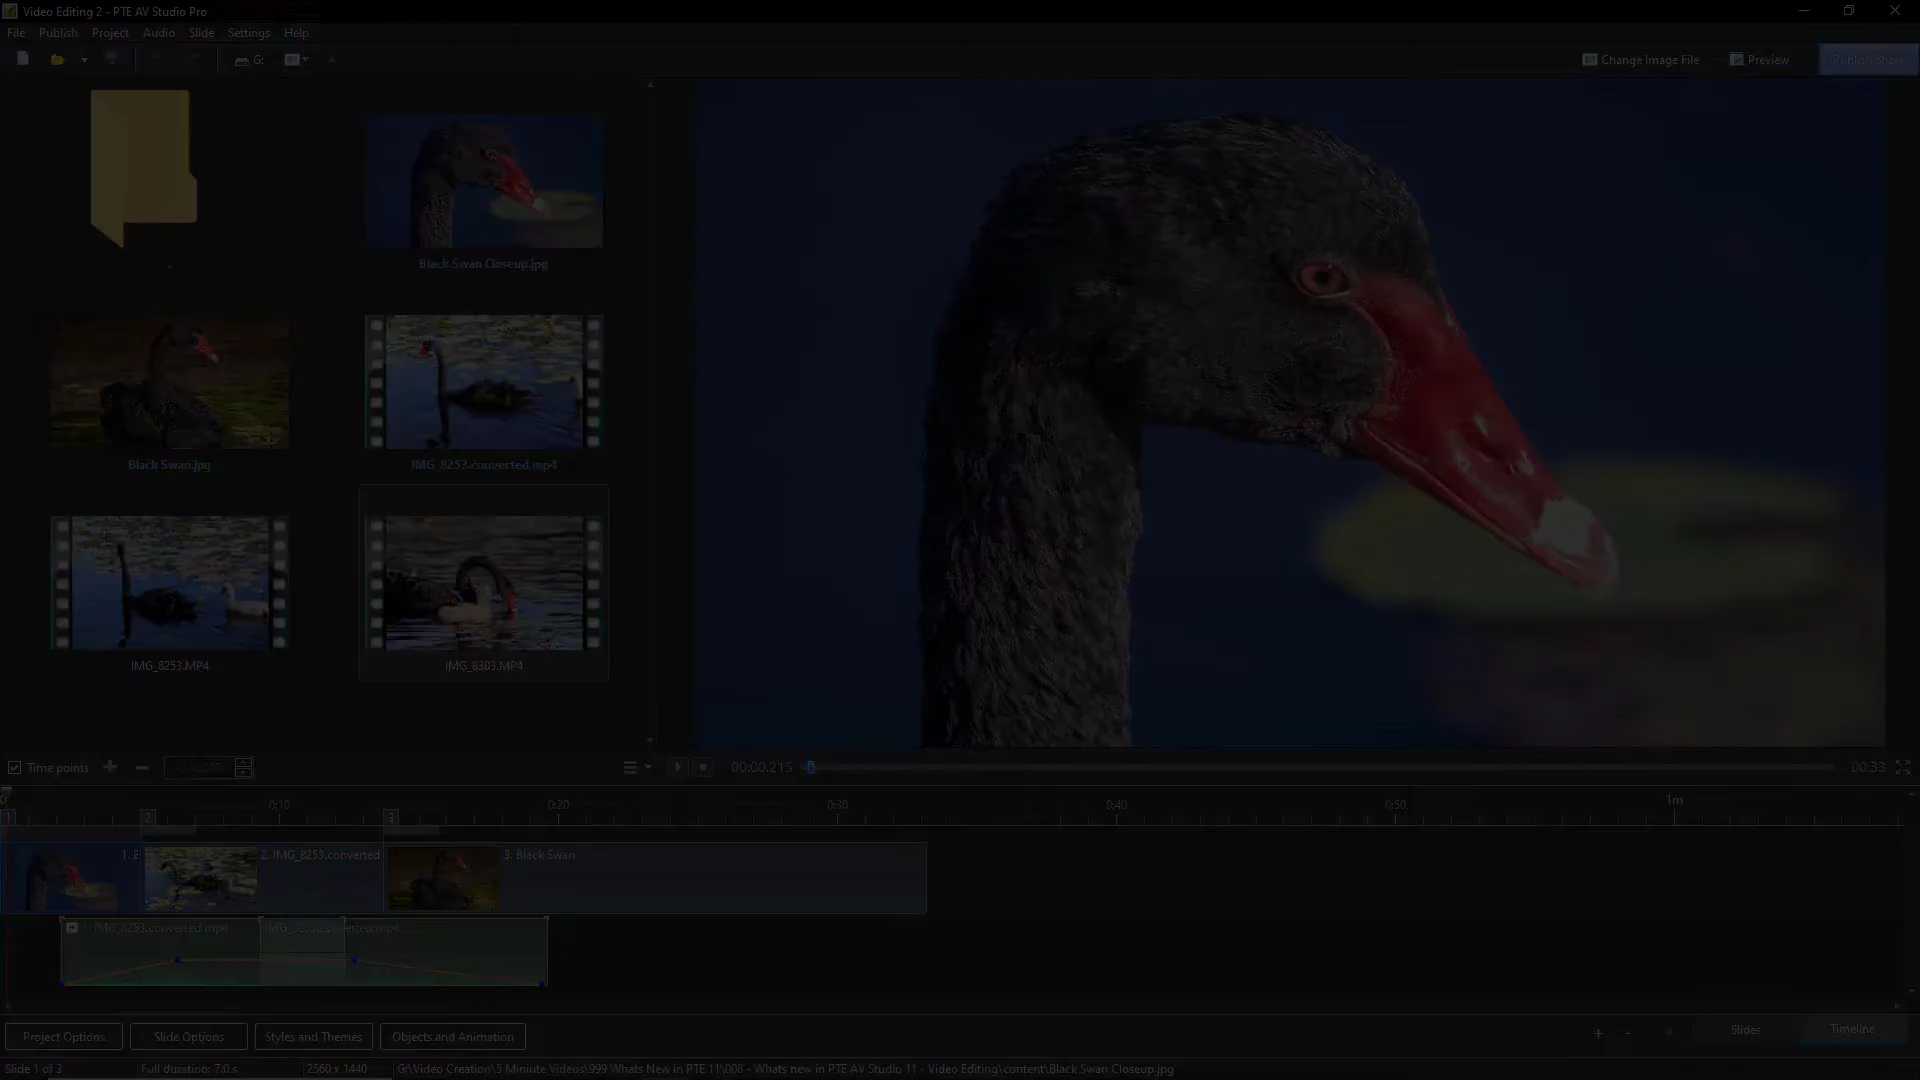 Video Editing 2 - PTE AV Studio Pro
File Publish Project Audio Slide Settings Help
G:
Change Image File
Preview
Publish Show
..
Black Swan Closeup.jpg
Black Swan.jpg
IMG_8253.converted.mp4
IMG_8253.MP4
IMG_8303.MP4
Time points
00:00.215
00:33
0:10 0:20 0:30 0:40 0:50 1m
1 2 3
2. IMG_8253.converted
3. Black Swan
IMG_8253.converted.mp4
Project Options
Slide Options
Styles and Themes
Objects and Animation
Slides
Timeline
Slide 1 of 3
Full duration: 7.0 s
2560 x 1440
G:\Video Creation\5 Miniute Videos\999 Whats New in PTE 11\008 - Whats new in PTE AV Studio 11 - Video Editing\content\Black Swan Closeup.jpg